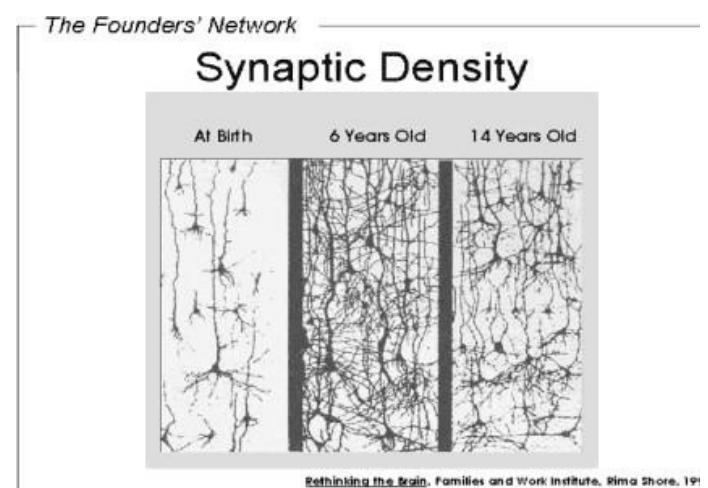 The Founders' Network
Synaptic Density
At Birth 6 Years Old 14 Years Old
Rethinking the Brain, Families and Work Institute, Rima Shore, 199